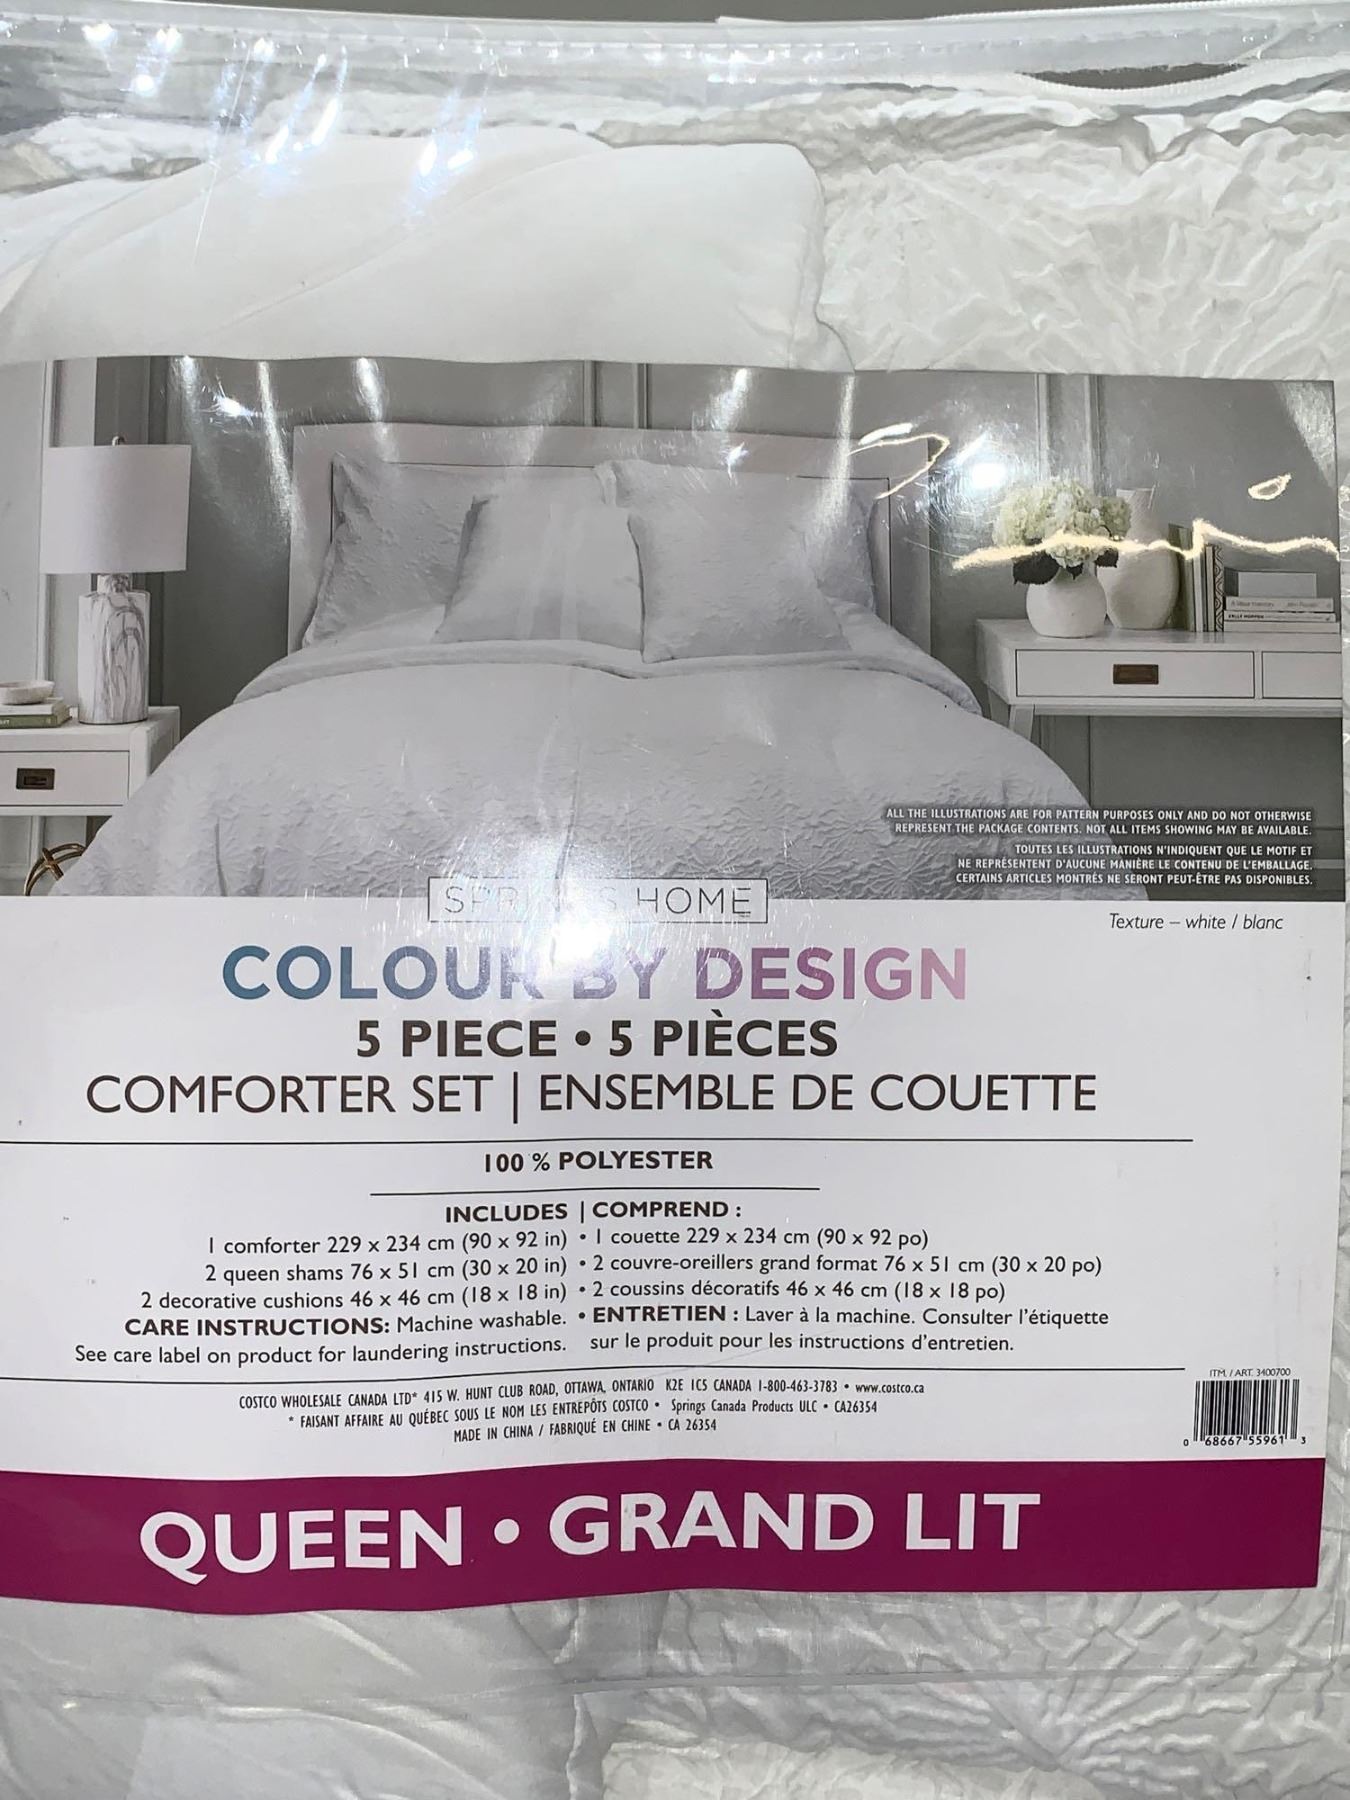 ALL THE ILLUSTRATIONS ARE FOR PATTERN PURPOSES ONLY AND DO NOT OTHERWISE
REPRESENT THE PACKAGE CONTENTS. NOT ALL ITEMS SHOWING MAY BE AVAILABLE.
TOUTES LES ILLUSTRATIONS N'INDIQUENT QUE LE MOTIF ET
NE REPRÉSENTENT D'AUCUNE MANIÈRE LE CONTENU DE L'EMBALLAGE.
CERTAINS ARTICLES MONTRÉS NE SERONT PEUT-ÊTRE PAS DISPONIBLES.
SPRINGS HOME
Texture – white / blanc
COLOUR BY DESIGN
5 PIECE • 5 PIÈCES
COMFORTER SET | ENSEMBLE DE COUETTE
100 % POLYESTER
INCLUDES | COMPREND :
1 comforter 229 x 234 cm (90 x 92 in) • 1 couette 229 x 234 cm (90 x 92 po)
2 queen shams 76 x 51 cm (30 x 20 in) • 2 couvre-oreillers grand format 76 x 51 cm (30 x 20 po)
2 decorative cushions 46 x 46 cm (18 x 18 in) • 2 coussins décoratifs 46 x 46 cm (18 x 18 po)
CARE INSTRUCTIONS: Machine washable. • ENTRETIEN : Laver à la machine. Consulter l'étiquette
See care label on product for laundering instructions. sur le produit pour les instructions d'entretien.
COSTCO WHOLESALE CANADA LTD* 415 W. HUNT CLUB ROAD, OTTAWA, ONTARIO K2E 1C5 CANADA 1-800-463-3783 • www.costco.ca
* FAISANT AFFAIRE AU QUÉBEC SOUS LE NOM LES ENTREPÔTS COSTCO • Springs Canada Products ULC • CA26354
MADE IN CHINA / FABRIQUÉ EN CHINE • CA 26354
ITM. / ART. 3400700
0 68667 55961 3
QUEEN • GRAND LIT